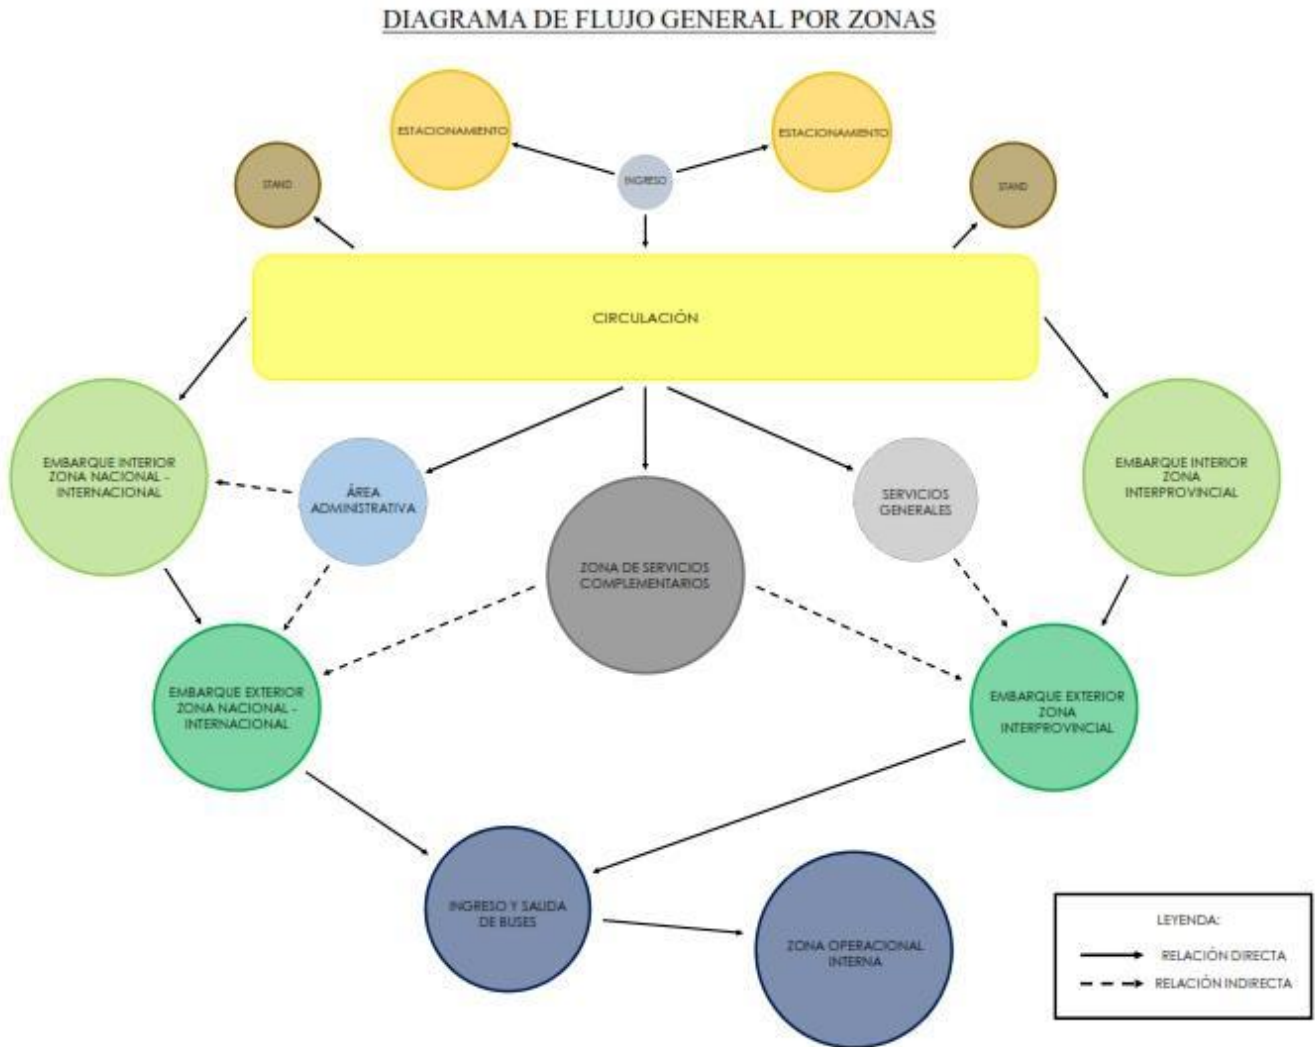 DIAGRAMA DE FLUJO GENERAL POR ZONAS
ESTACIONAMIENTO
ESTACIONAMIENTO
INGRESO
STAND
STAND
CIRCULACIÓN
EMBARQUE INTERIOR
ZONA NACIONAL -
INTERNACIONAL
ÁREA
ADMINISTRATIVA
SERVICIOS
GENERALES
EMBARQUE INTERIOR
ZONA
INTERPROVINCIAL
ZONA DE SERVICIOS
COMPLEMENTARIOS
EMBARQUE EXTERIOR
ZONA NACIONAL -
INTERNACIONAL
EMBARQUE EXTERIOR
ZONA
INTERPROVINCIAL
INGRESO Y SALIDA
DE BUSES
ZONA OPERACIONAL
INTERNA
LEYENDA:
RELACIÓN DIRECTA
RELACIÓN INDIRECTA